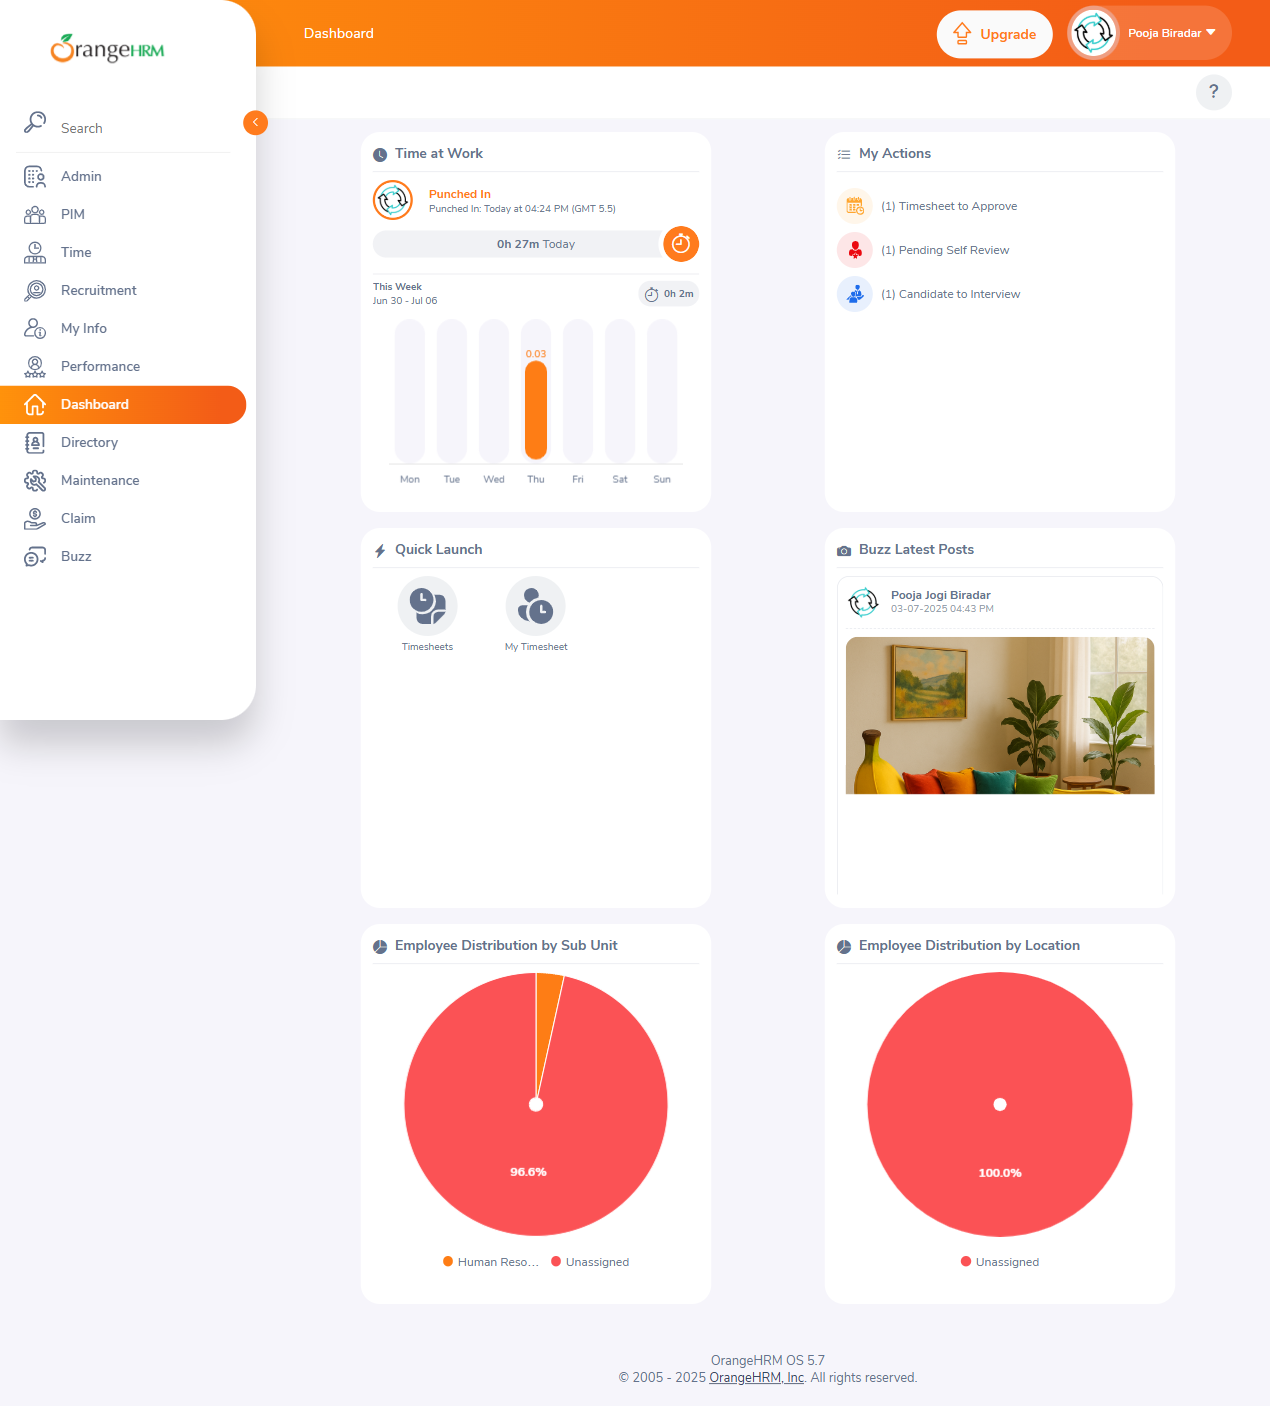 OrangeHRM
Dashboard
Upgrade
Pooja Biradar
?
Search
Admin
PIM
Time
Recruitment
My Info
Performance
Dashboard
Directory
Maintenance
Claim
Buzz
Time at Work
Punched In
Punched In: Today at 04:24 PM (GMT 5.5)
0h 27m Today
This Week
Jun 30 - Jul 06
0h 2m
0.03
Mon Tue Wed Thu Fri Sat Sun
My Actions
(1) Timesheet to Approve
(1) Pending Self Review
(1) Candidate to Interview
Quick Launch
Timesheets
My Timesheet
Buzz Latest Posts
Pooja Jogi Biradar
03-07-2025 04:43 PM
Employee Distribution by Sub Unit
96.6%
Human Reso... Unassigned
Employee Distribution by Location
100.0%
Unassigned
OrangeHRM OS 5.7
© 2005 - 2025 OrangeHRM, Inc. All rights reserved.